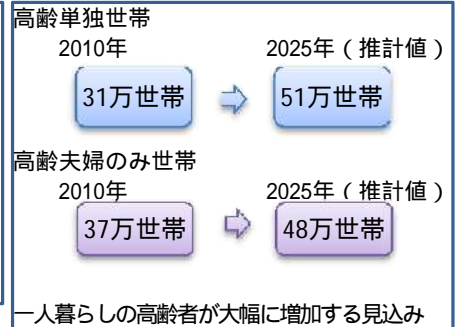 高齢単独世帯
2010年 2025年（推計値）
31万世帯 51万世帯
高齢夫婦のみ世帯
2010年 2025年（推計値）
37万世帯 48万世帯
一人暮らしの高齢者が大幅に増加する見込み